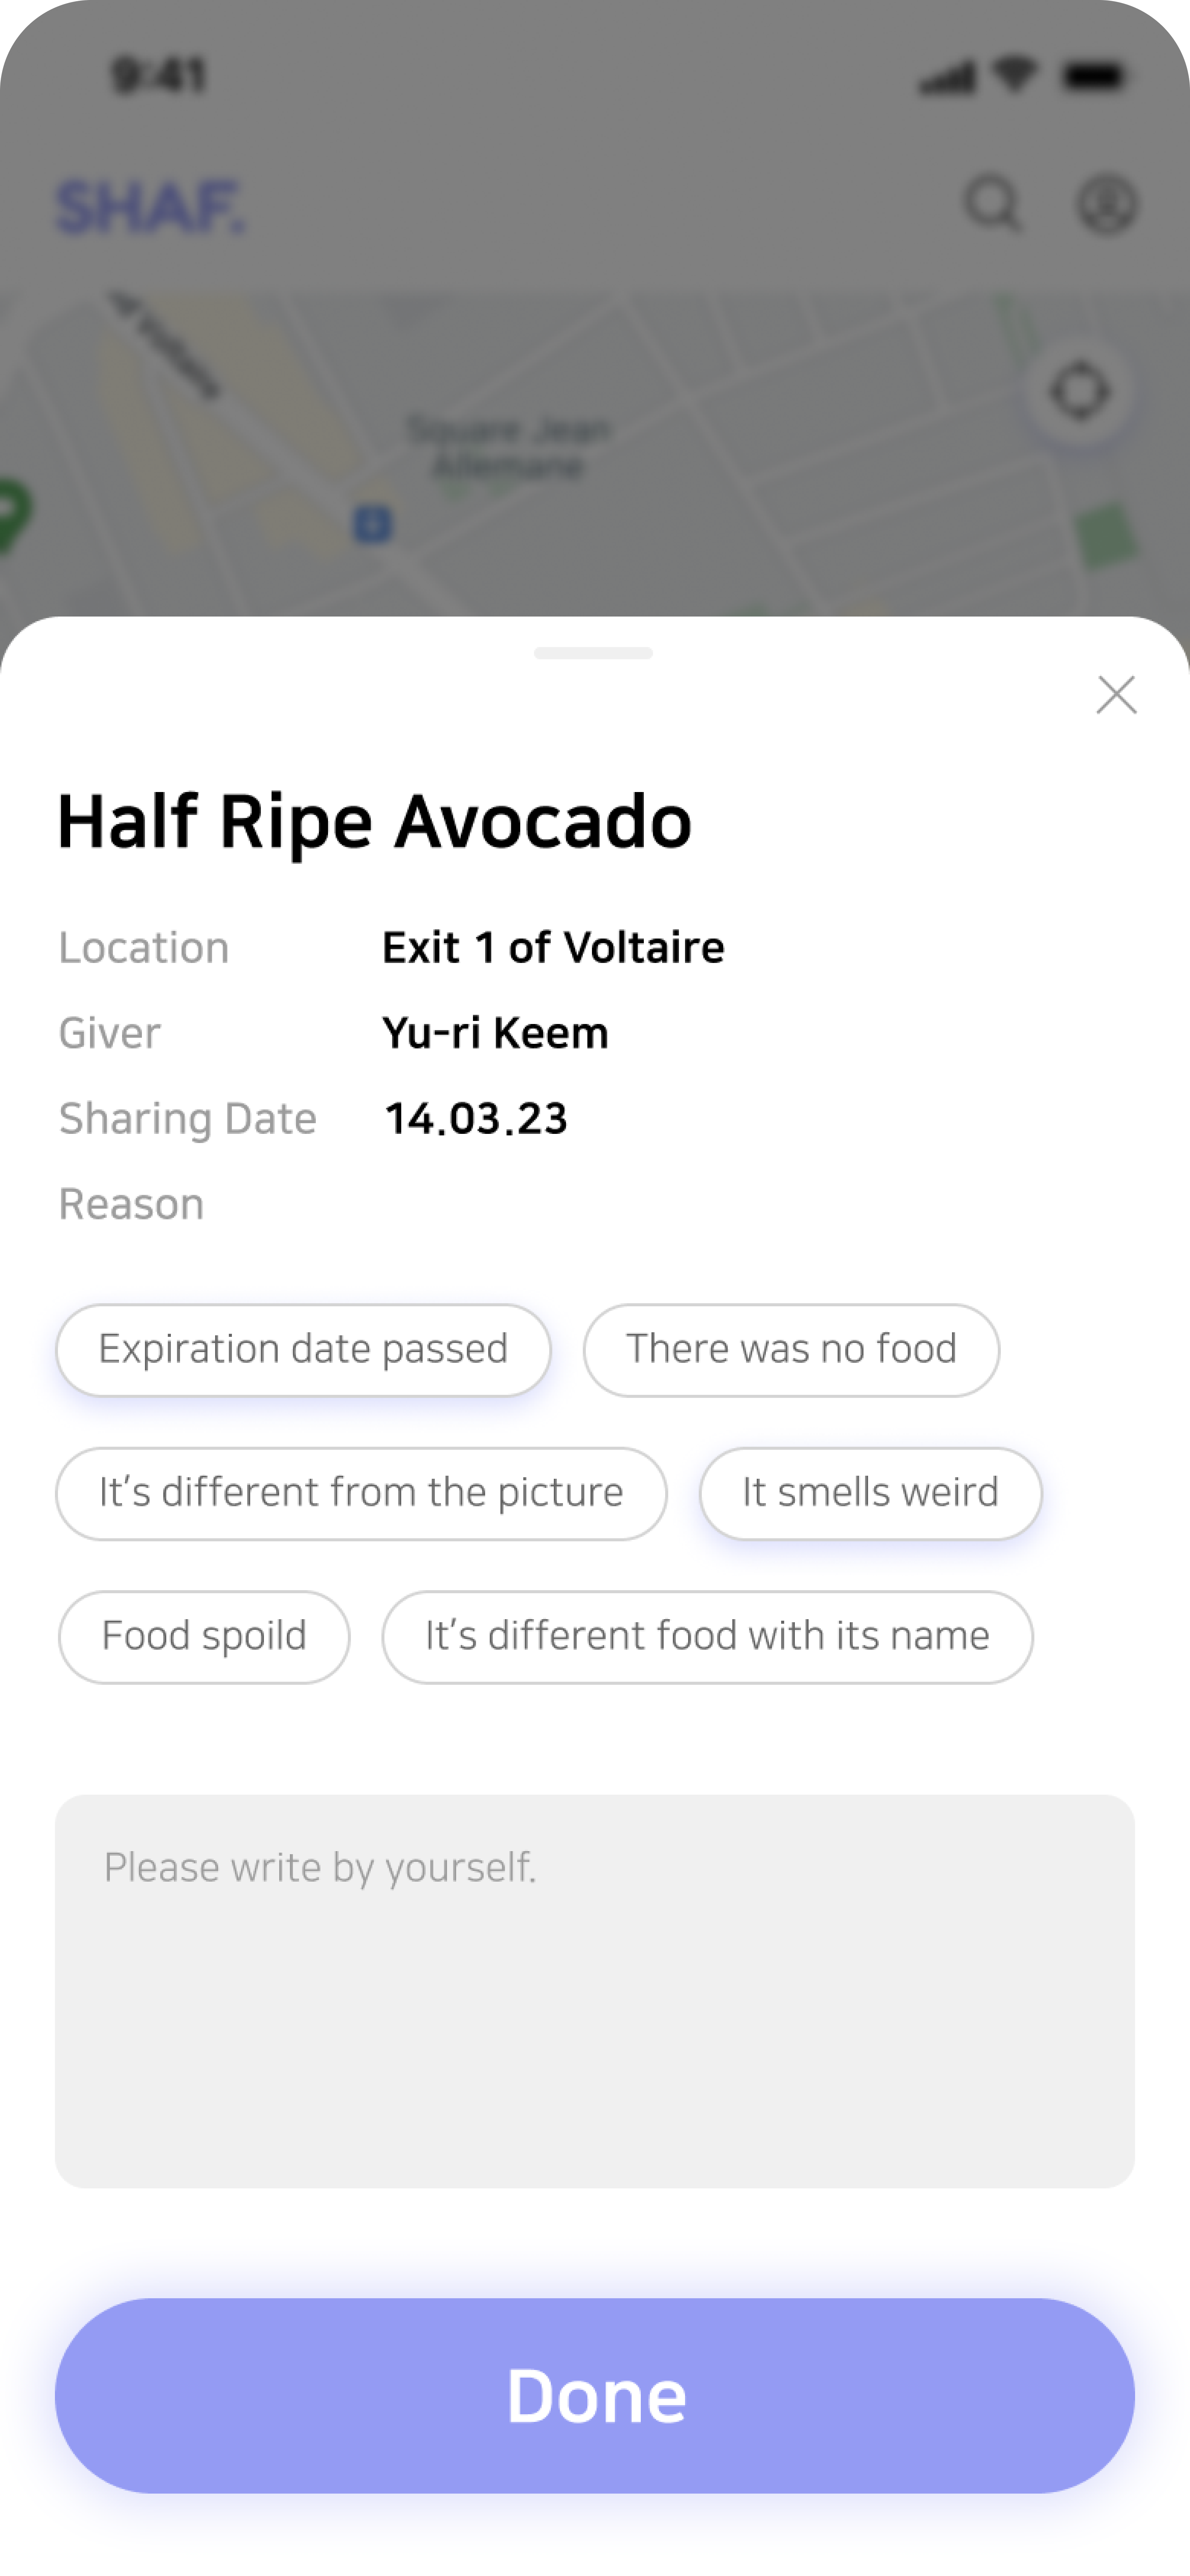 9:41
SHAF.
Voltaire
Square Jean
Allemane
Half Ripe Avocado
Location Exit 1 of Voltaire
Giver Yu-ri Keem
Sharing Date 14.03.23
Reason
Expiration date passed There was no food
It's different from the picture It smells weird
Food spoild It's different food with its name
Please write by yourself.
Done